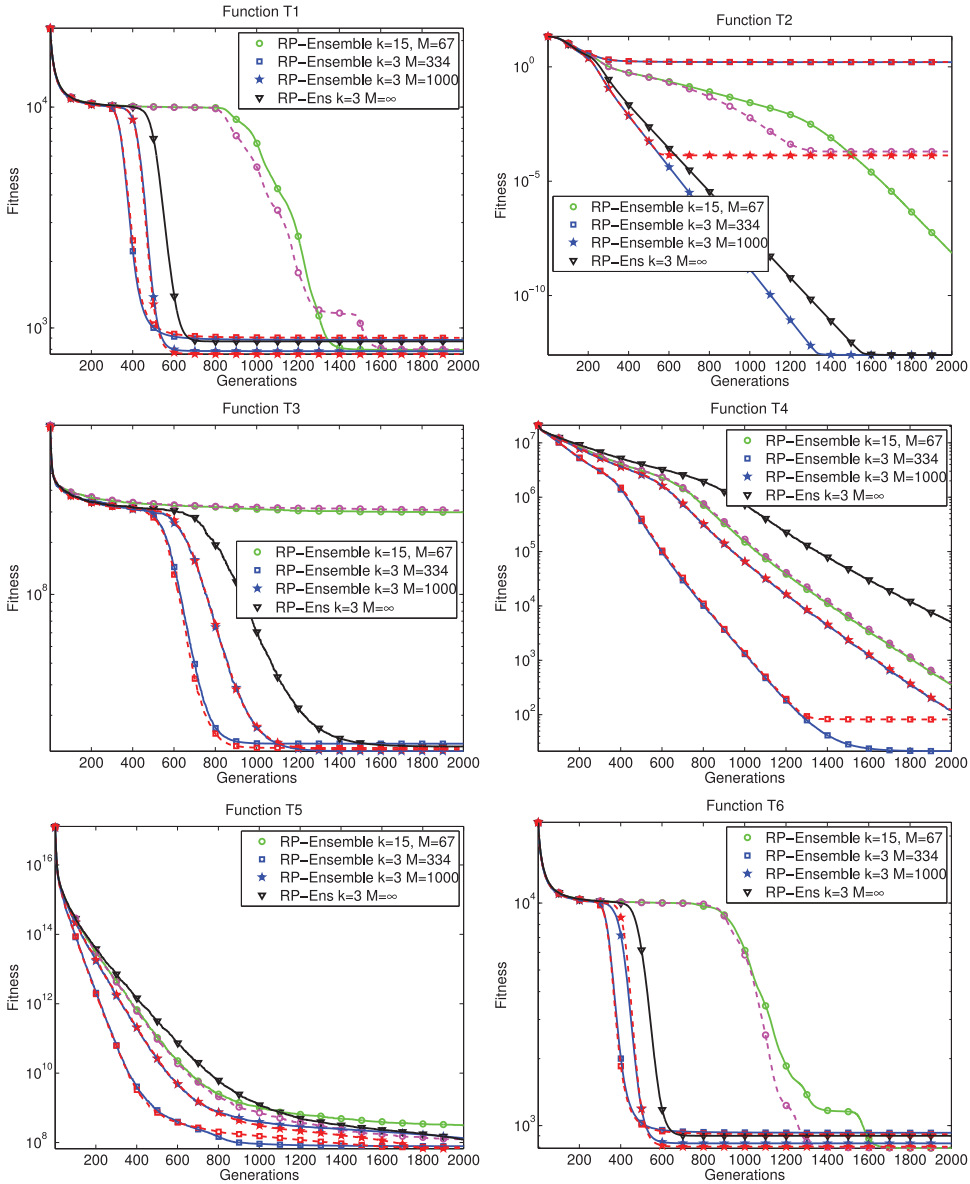 Function T1
Fitness
10^4
10^3
RP-Ensemble k=15, M=67
RP-Ensemble k=3 M=334
RP-Ensemble k=3 M=1000
RP-Ens k=3 M=∞
200 400 600 800 1000 1200 1400 1600 1800 2000
Generations
Function T2
Fitness
10^0
10^-5
10^-10
RP-Ensemble k=15, M=67
RP-Ensemble k=3 M=334
RP-Ensemble k=3 M=1000
RP-Ens k=3 M=∞
200 400 600 800 1000 1200 1400 1600 1800 2000
Generations
Function T3
Fitness
10^8
RP-Ensemble k=15, M=67
RP-Ensemble k=3 M=334
RP-Ensemble k=3 M=1000
RP-Ens k=3 M=∞
200 400 600 800 1000 1200 1400 1600 1800 2000
Generations
Function T4
Fitness
10^7
10^6
10^5
10^4
10^3
10^2
RP-Ensemble k=15, M=67
RP-Ensemble k=3 M=334
RP-Ensemble k=3 M=1000
RP-Ens k=3 M=∞
200 400 600 800 1000 1200 1400 1600 1800 2000
Generations
Function T5
Fitness
10^16
10^14
10^12
10^10
10^8
RP-Ensemble k=15, M=67
RP-Ensemble k=3 M=334
RP-Ensemble k=3 M=1000
RP-Ens k=3 M=∞
200 400 600 800 1000 1200 1400 1600 1800 2000
Generations
Function T6
Fitness
10^4
10^3
RP-Ensemble k=15, M=67
RP-Ensemble k=3 M=334
RP-Ensemble k=3 M=1000
RP-Ens k=3 M=∞
200 400 600 800 1000 1200 1400 1600 1800 2000
Generations